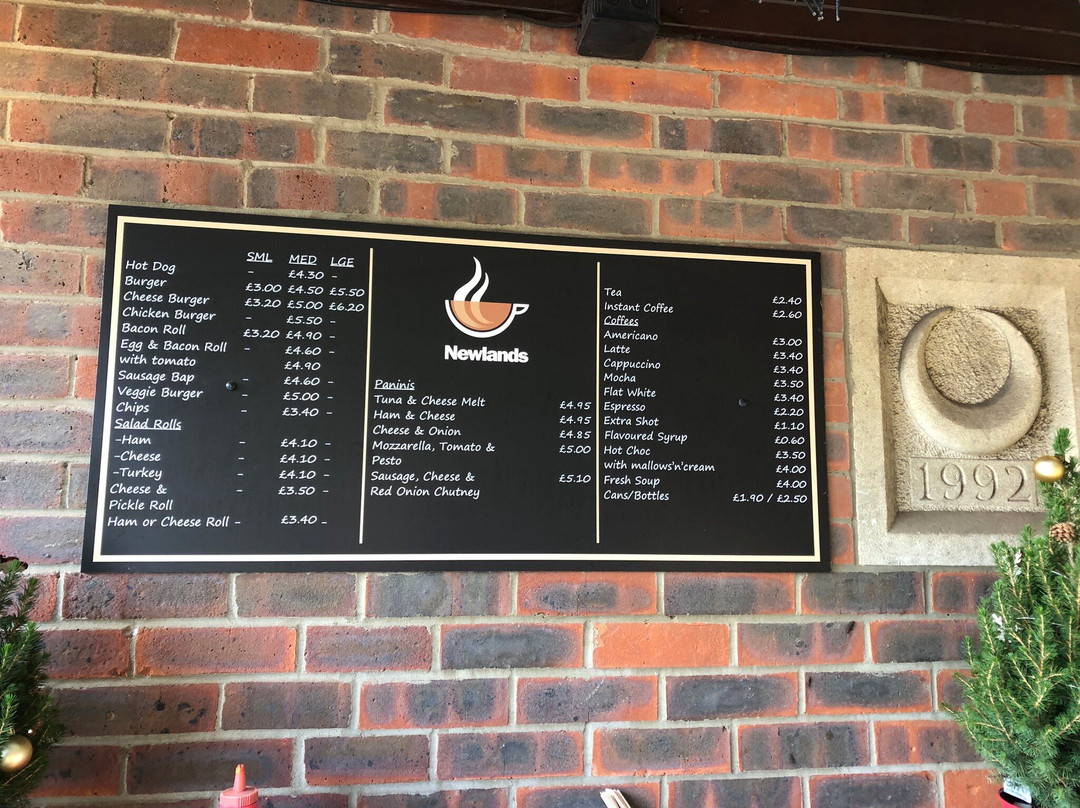 SML MED LGE
Hot Dog - £4.30 -
Burger £3.00 £4.50 £5.50
Cheese Burger £3.20 £5.00 £6.20
Chicken Burger - £5.50 -
Bacon Roll £3.20 £4.90 -
Egg & Bacon Roll - £4.60 -
with tomato £4.90
Sausage Bap - £4.60 -
Veggie Burger - £5.00 -
Chips - £3.40 -
Salad Rolls
-Ham - £4.10 -
-Cheese - £4.10 -
-Turkey - £4.10 -
Cheese & - £3.50 -
Pickle Roll
Ham or Cheese Roll - £3.40 -
Newlands
Paninis
Tuna & Cheese Melt £4.95
Ham & Cheese £4.95
Cheese & Onion £4.85
Mozzarella, Tomato & £5.00
Pesto
Sausage, Cheese & £5.10
Red Onion Chutney
Tea £2.40
Instant Coffee £2.60
Coffees
Americano £3.00
Latte £3.40
Cappuccino £3.40
Mocha £3.50
Flat White £3.40
Espresso £2.20
Extra Shot £1.10
Flavoured Syrup £0.60
Hot Choc £3.50
with mallows'n'cream £4.00
Fresh Soup £4.00
Cans/Bottles £1.90 / £2.50
1992